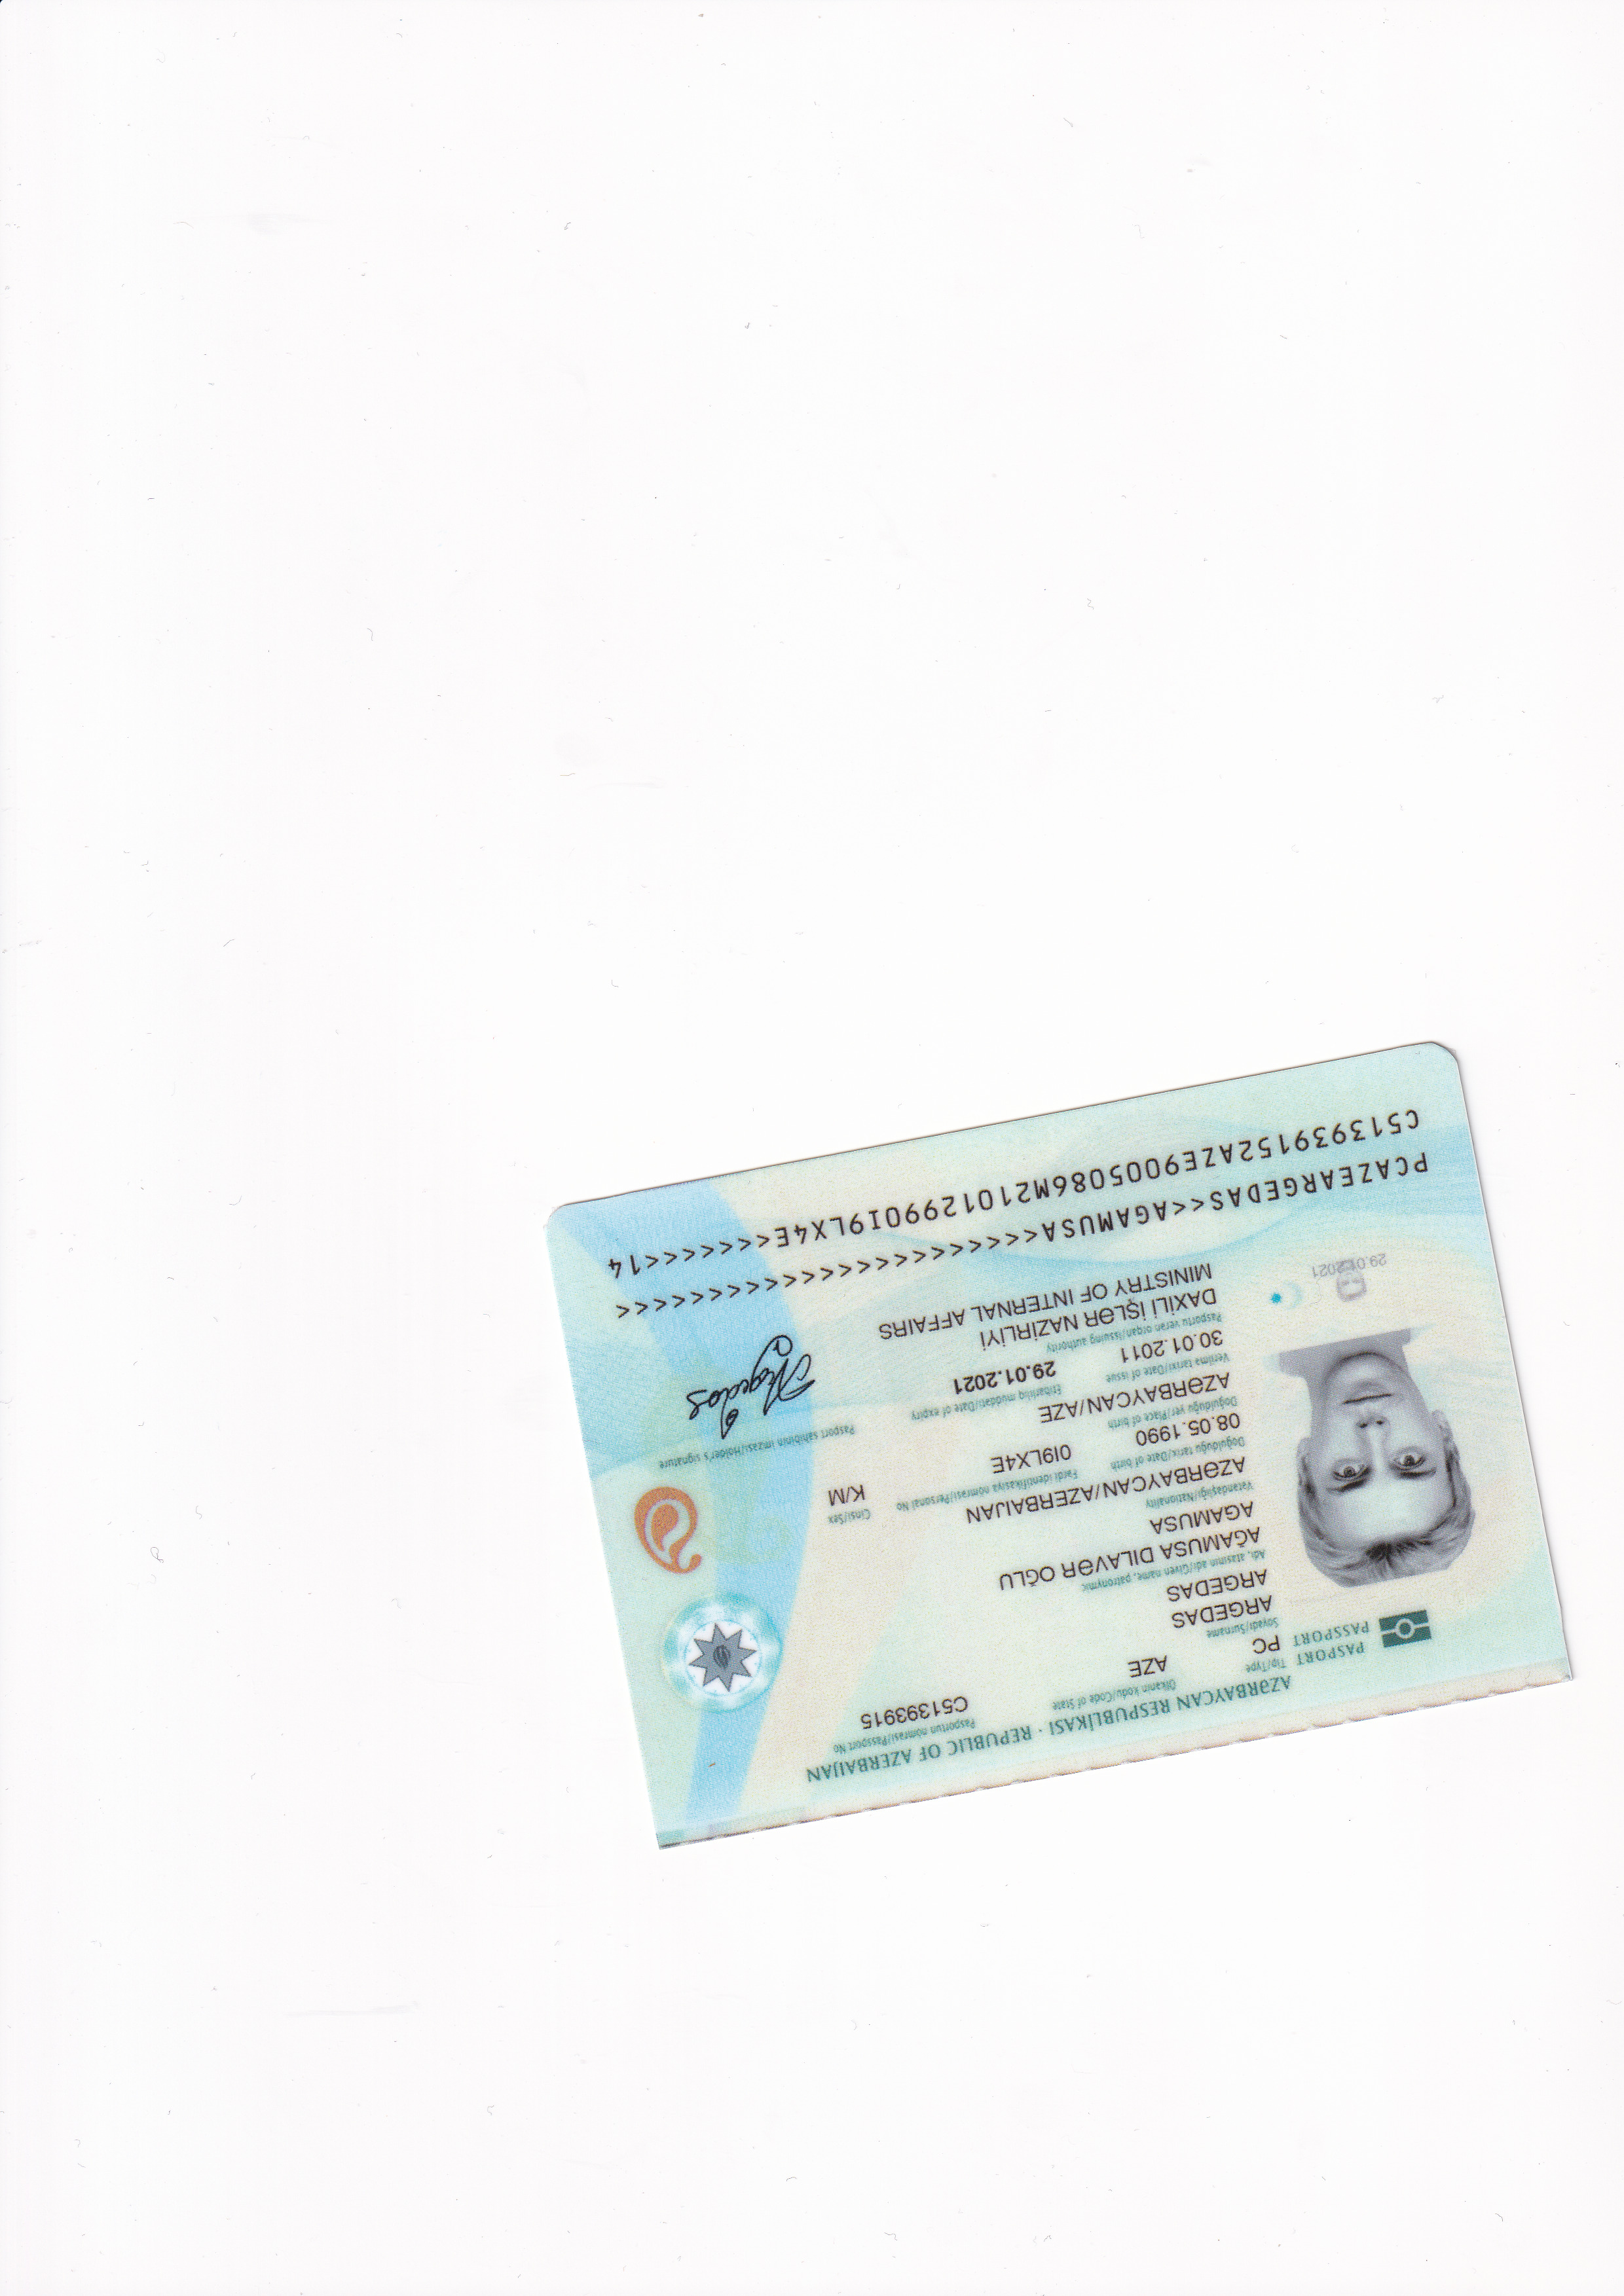 AZƏRBAYCAN RESPUBLİKASI · REPUBLIC OF AZERBAIJAN
PASPORT
PASSPORT
Tip/Type
PC
Ölkənin kodu/Code of State
AZE
Pasportun nömrəsi/Passport No
C51393915
Soyadı/Surname
ARGEDAS
ARGEDAS
Adı, atasının adı/Given name, patronymic
AĞAMUSA DILAVƏR OĞLU
AGAMUSA
Vətəndaşlığı/Nationality
AZƏRBAYCAN/AZERBAIJAN
Doğulduğu tarix/Date of birth
08.05.1990
Fərdi identifikasiya nömrəsi/Personal No
0I9LX4E
Cinsi/Sex
K/M
Doğulduğu yer/Place of birth
AZƏRBAYCAN/AZE
Pasport sahibinin imzası/Holder's signature
Verilmə tarixi/Date of issue
30.01.2011
Etibarlılıq müddəti/Date of expiry
29.01.2021
Argedas
Pasportu verən orqan/Issuing authority
DAXİLİ İŞLƏR NAZİRLİYİ
MINISTRY OF INTERNAL AFFAIRS
29.01.2021
PCAZEARGEDAS<<AGAMUSA<<<<<<<<<<<<<<<<<<<<<<<
C513939152AZE9005086M21012990I9LX4E<<<<<<<14